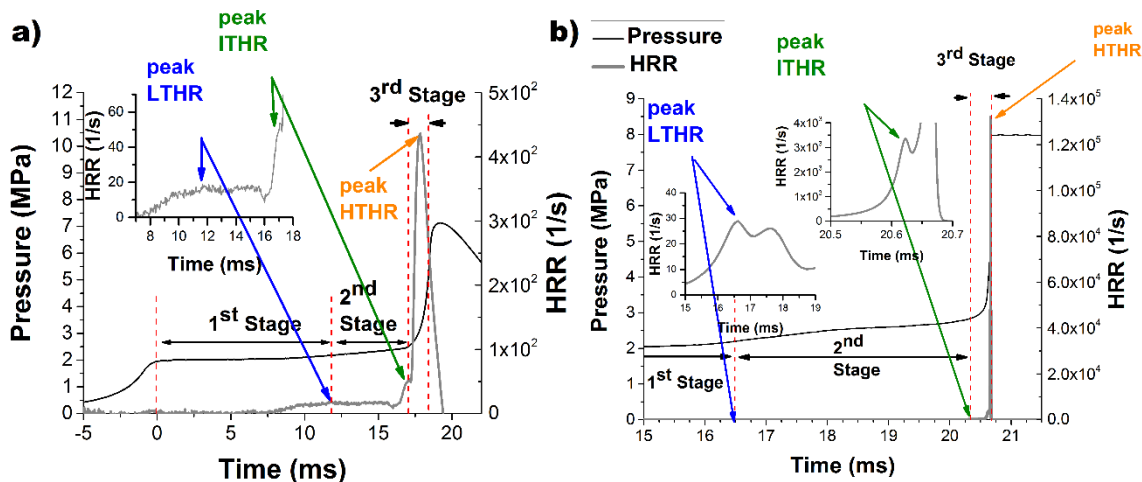 a)
peak
ITHR
peak
LTHR
3rd Stage
peak
HTHR
1st Stage
2nd
Stage
Pressure (MPa)
12
11
10
9
8
7
6
5
4
3
2
1
0
-5
0
5
10
15
20
Time (ms)
HRR (1/s)
5x10²
4x10²
3x10²
2x10²
1x10²
0
HRR (1/s)
60
40
20
0
8
10
12
14
16
18
Time (ms)
b)
Pressure
HRR
peak
ITHR
peak
LTHR
3rd Stage
peak
HTHR
1st Stage
2nd
Stage
Pressure (MPa)
9
8
7
6
5
4
3
2
1
0
15
16
17
18
19
20
21
Time (ms)
HRR (1/s)
1.4x10⁵
1.2x10⁵
1.0x10⁵
8.0x10⁴
6.0x10⁴
4.0x10⁴
2.0x10⁴
0.0
HRR (1/s)
40
30
20
10
0
15
16
17
18
19
Time (ms)
HRR (1/s)
4x10³
3x10³
2x10³
0
20.5
20.6
20.7
Time (ms)